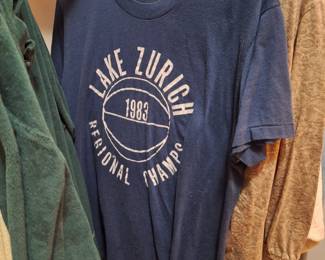 LAKE ZURICH
1983
REGIONAL CHAMPS